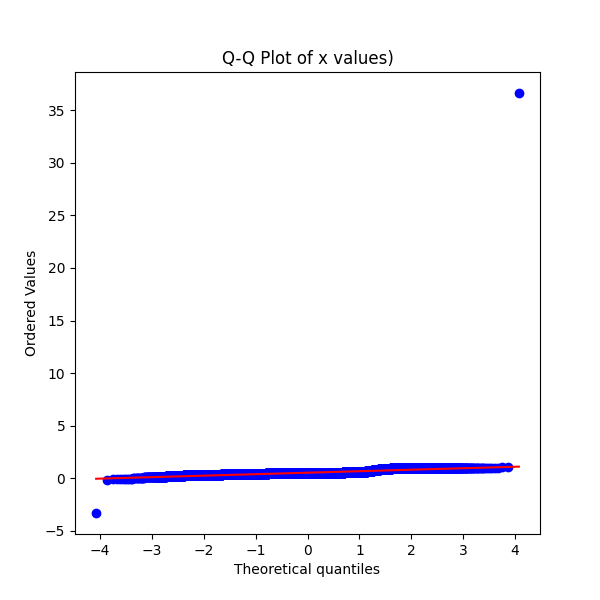 Q-Q Plot of x values)
35
30
25
20
15
10
5
0
−5
Ordered Values
−4 −3 −2 −1 0 1 2 3 4
Theoretical quantiles